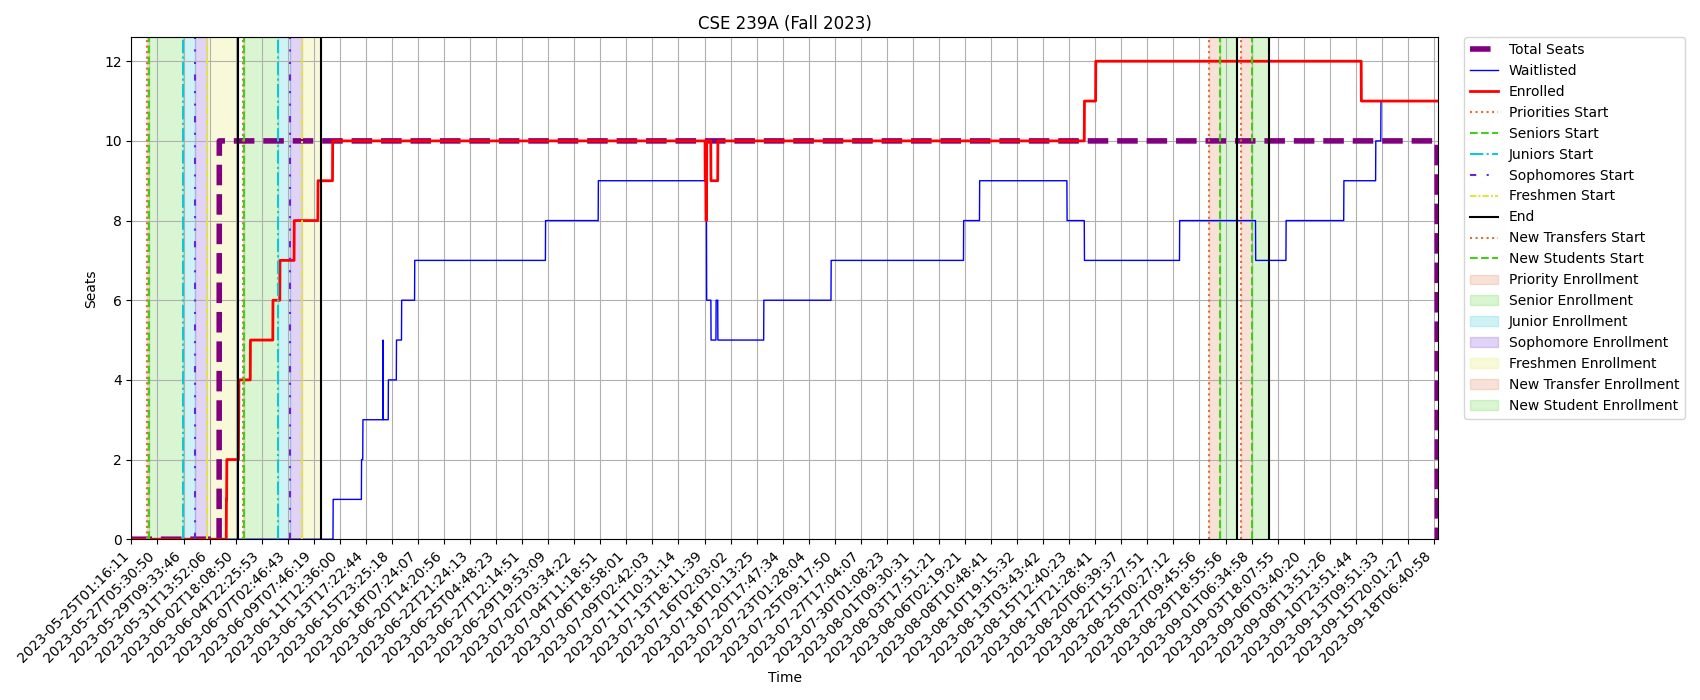 CSE 239A (Fall 2023)
Seats
12
10
8
6
4
2
0
2023-05-25T01:16:11
2023-05-27T05:30:50
2023-05-29T09:33:46
2023-05-31T13:52:06
2023-06-02T18:08:50
2023-06-04T22:25:53
2023-06-07T02:46:43
2023-06-09T07:46:19
2023-06-11T12:36:00
2023-06-13T17:22:44
2023-06-15T23:25:18
2023-06-18T07:24:07
2023-06-20T14:20:56
2023-06-22T21:24:13
2023-06-25T04:48:23
2023-06-27T12:14:51
2023-06-29T19:53:09
2023-07-02T03:34:22
2023-07-04T11:18:51
2023-07-06T18:58:01
2023-07-09T02:42:03
2023-07-11T10:31:14
2023-07-13T18:11:39
2023-07-16T02:03:02
2023-07-18T10:13:25
2023-07-20T17:47:34
2023-07-23T01:28:04
2023-07-25T09:17:50
2023-07-27T17:04:07
2023-07-30T01:08:23
2023-08-01T09:30:31
2023-08-03T17:51:21
2023-08-06T02:19:21
2023-08-08T10:48:41
2023-08-10T19:15:32
2023-08-13T03:43:42
2023-08-15T12:40:23
2023-08-17T21:28:41
2023-08-20T06:39:37
2023-08-22T15:27:51
2023-08-25T00:27:12
2023-08-27T09:45:56
2023-08-29T18:55:56
2023-09-01T06:34:58
2023-09-03T18:07:55
2023-09-06T03:40:20
2023-09-08T13:51:26
2023-09-10T23:51:44
2023-09-13T09:51:33
2023-09-15T20:01:27
2023-09-18T06:40:58
Time
Total Seats
Waitlisted
Enrolled
Priorities Start
Seniors Start
Juniors Start
Sophomores Start
Freshmen Start
End
New Transfers Start
New Students Start
Priority Enrollment
Senior Enrollment
Junior Enrollment
Sophomore Enrollment
Freshmen Enrollment
New Transfer Enrollment
New Student Enrollment